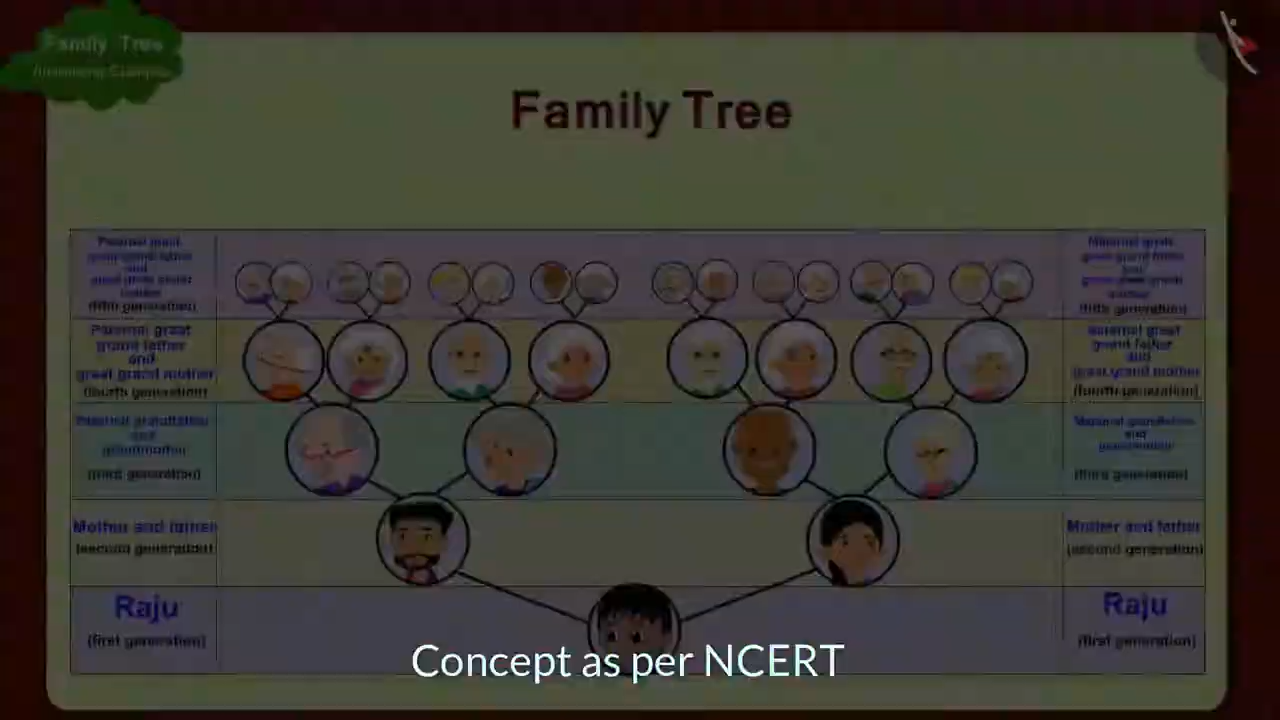 Family Tree
Family Tree
Paternal great
great grand father
and
great great grand
mother
(fifth generation)
Maternal great
great grand father
and
great great grand
mother
(fifth generation)
Paternal great
grand father
and
great grand mother
(fourth generation)
Maternal great
grand father
and
great grand mother
(fourth generation)
Paternal grandfather
and
grandmother
(third generation)
Maternal grandfather
and
grandmother
(third generation)
Mother and father
(second generation)
Mother and father
(second generation)
Raju
(first generation)
Raju
(first generation)
Concept as per NCERT